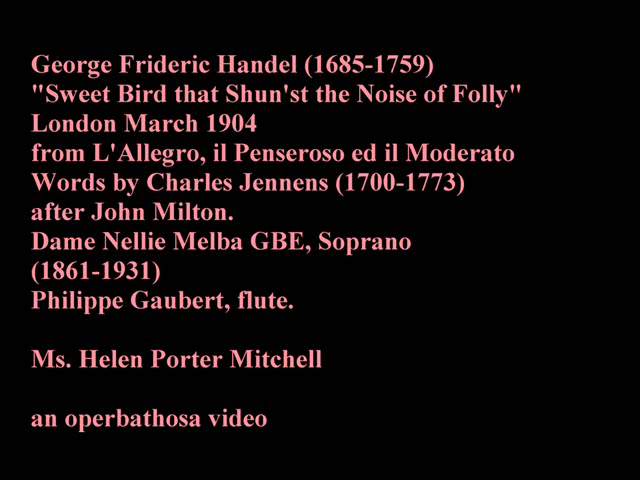 George Frideric Handel (1685-1759)
"Sweet Bird that Shun'st the Noise of Folly"
London March 1904
from L'Allegro, il Penseroso ed il Moderato
Words by Charles Jennens (1700-1773)
after John Milton.
Dame Nellie Melba GBE, Soprano
(1861-1931)
Philippe Gaubert, flute.
Ms. Helen Porter Mitchell
an operbathosa video